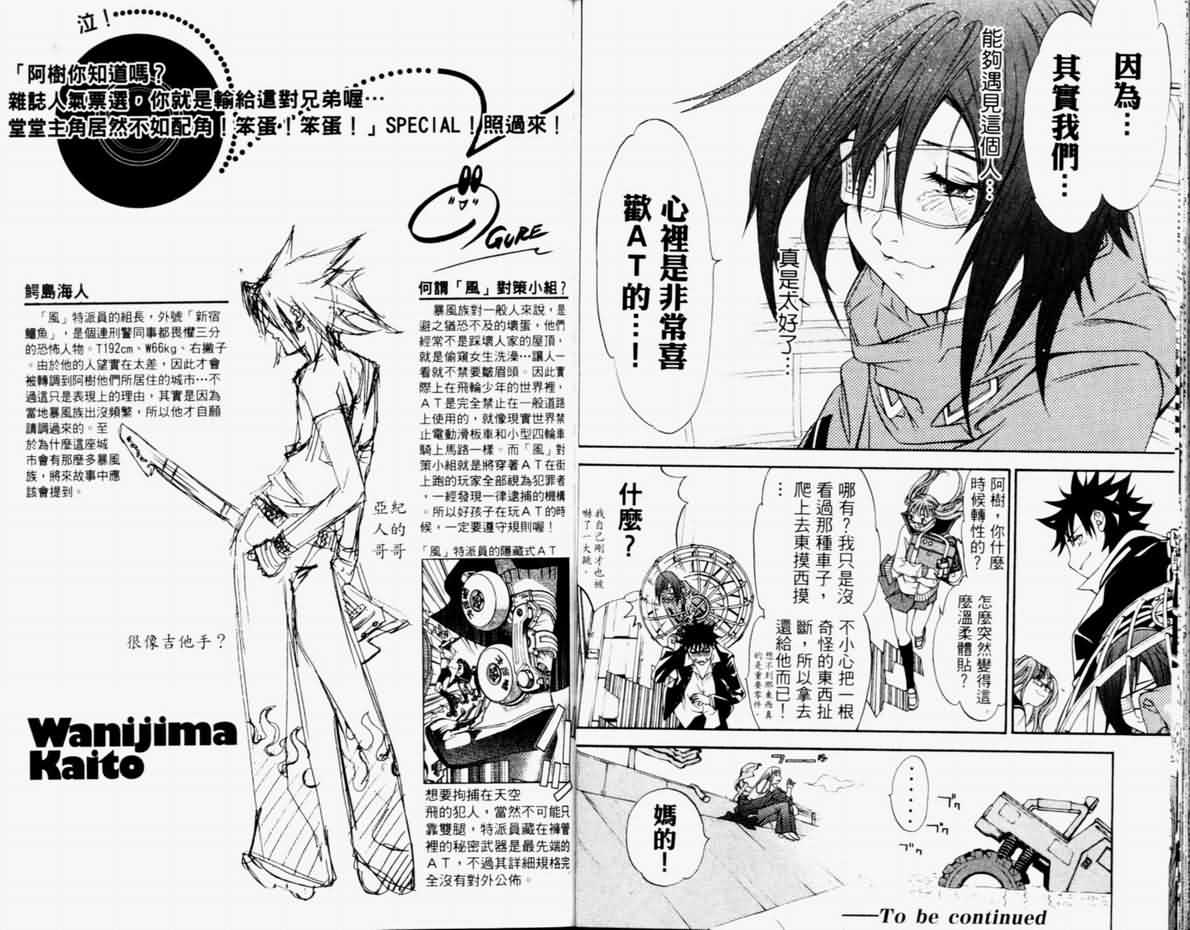 因為…
其實我們…
能夠遇見這個人…
真是太好了…
心裡是非常喜
歡ＡＴ的…！
阿樹，你什麼
時候轉性的？
怎麼突然變得這
麼溫柔體貼？
哪有？我只是沒
看過那種車子，
爬上去東摸西摸
…
不小心把一根
奇怪的東西扯
斷，所以拿去
還給他而已！
想不到那東西真
的是重要零件。
什麼？
我自己剛才也被
嚇了一大跳。
……
ブク
ブク
ブク
媽的！
To be continued
泣！
「阿樹你知道嗎？
雜誌人氣票選，你就是輸給這對兄弟喔…
堂堂主角居然不如配角！笨蛋！笨蛋！」SPECIAL！照過來！
GURE
鰐島海人
「風」特派員的組長，外號「新宿
鱷魚」，是個連刑警同事都畏懼三分
的恐怖人物。T192cm、W66kg、右撇子
。由於他的人望實在太差，因此才會
被轉調到阿樹他們所居住的城市…不
過這只是表現上的理由，其實是因為
當地暴風族出沒頻繁，所以他才自願
請調過來的。至
於為什麼這座城
市會有那麼多暴風
族，將來故事中應
該會提到。
亞紀
人的
哥哥
很像吉他手？
Wanijima
Kaito
何謂「風」對策小組？
暴風族對一般人來說，是
避之猶恐不及的壞蛋，他們
經常不是踩壞人家的屋頂，
就是偷窺女生洗澡…讓人一
看就不禁要皺眉頭。因此實
際上在飛輪少年的世界裡，
ＡＴ是完全禁止在一般道路
上使用的，就像現實世界禁
止電動滑板車和小型四輪車
騎上馬路一樣。而「風」對
策小組就是將穿著ＡＴ在街
上跑的玩家全部視為犯罪者
，一經發現一律逮捕的機構
。所以好孩子在玩ＡＴ的時
候，一定要遵守規則喔！
「風」特派員的隱藏式ＡＴ
想要拘捕在天空
飛的犯人，當然不可能只
靠雙腿，特派員藏在褲管
裡的秘密武器是最先端的
ＡＴ，不過其詳細規格完
全沒有對外公佈。